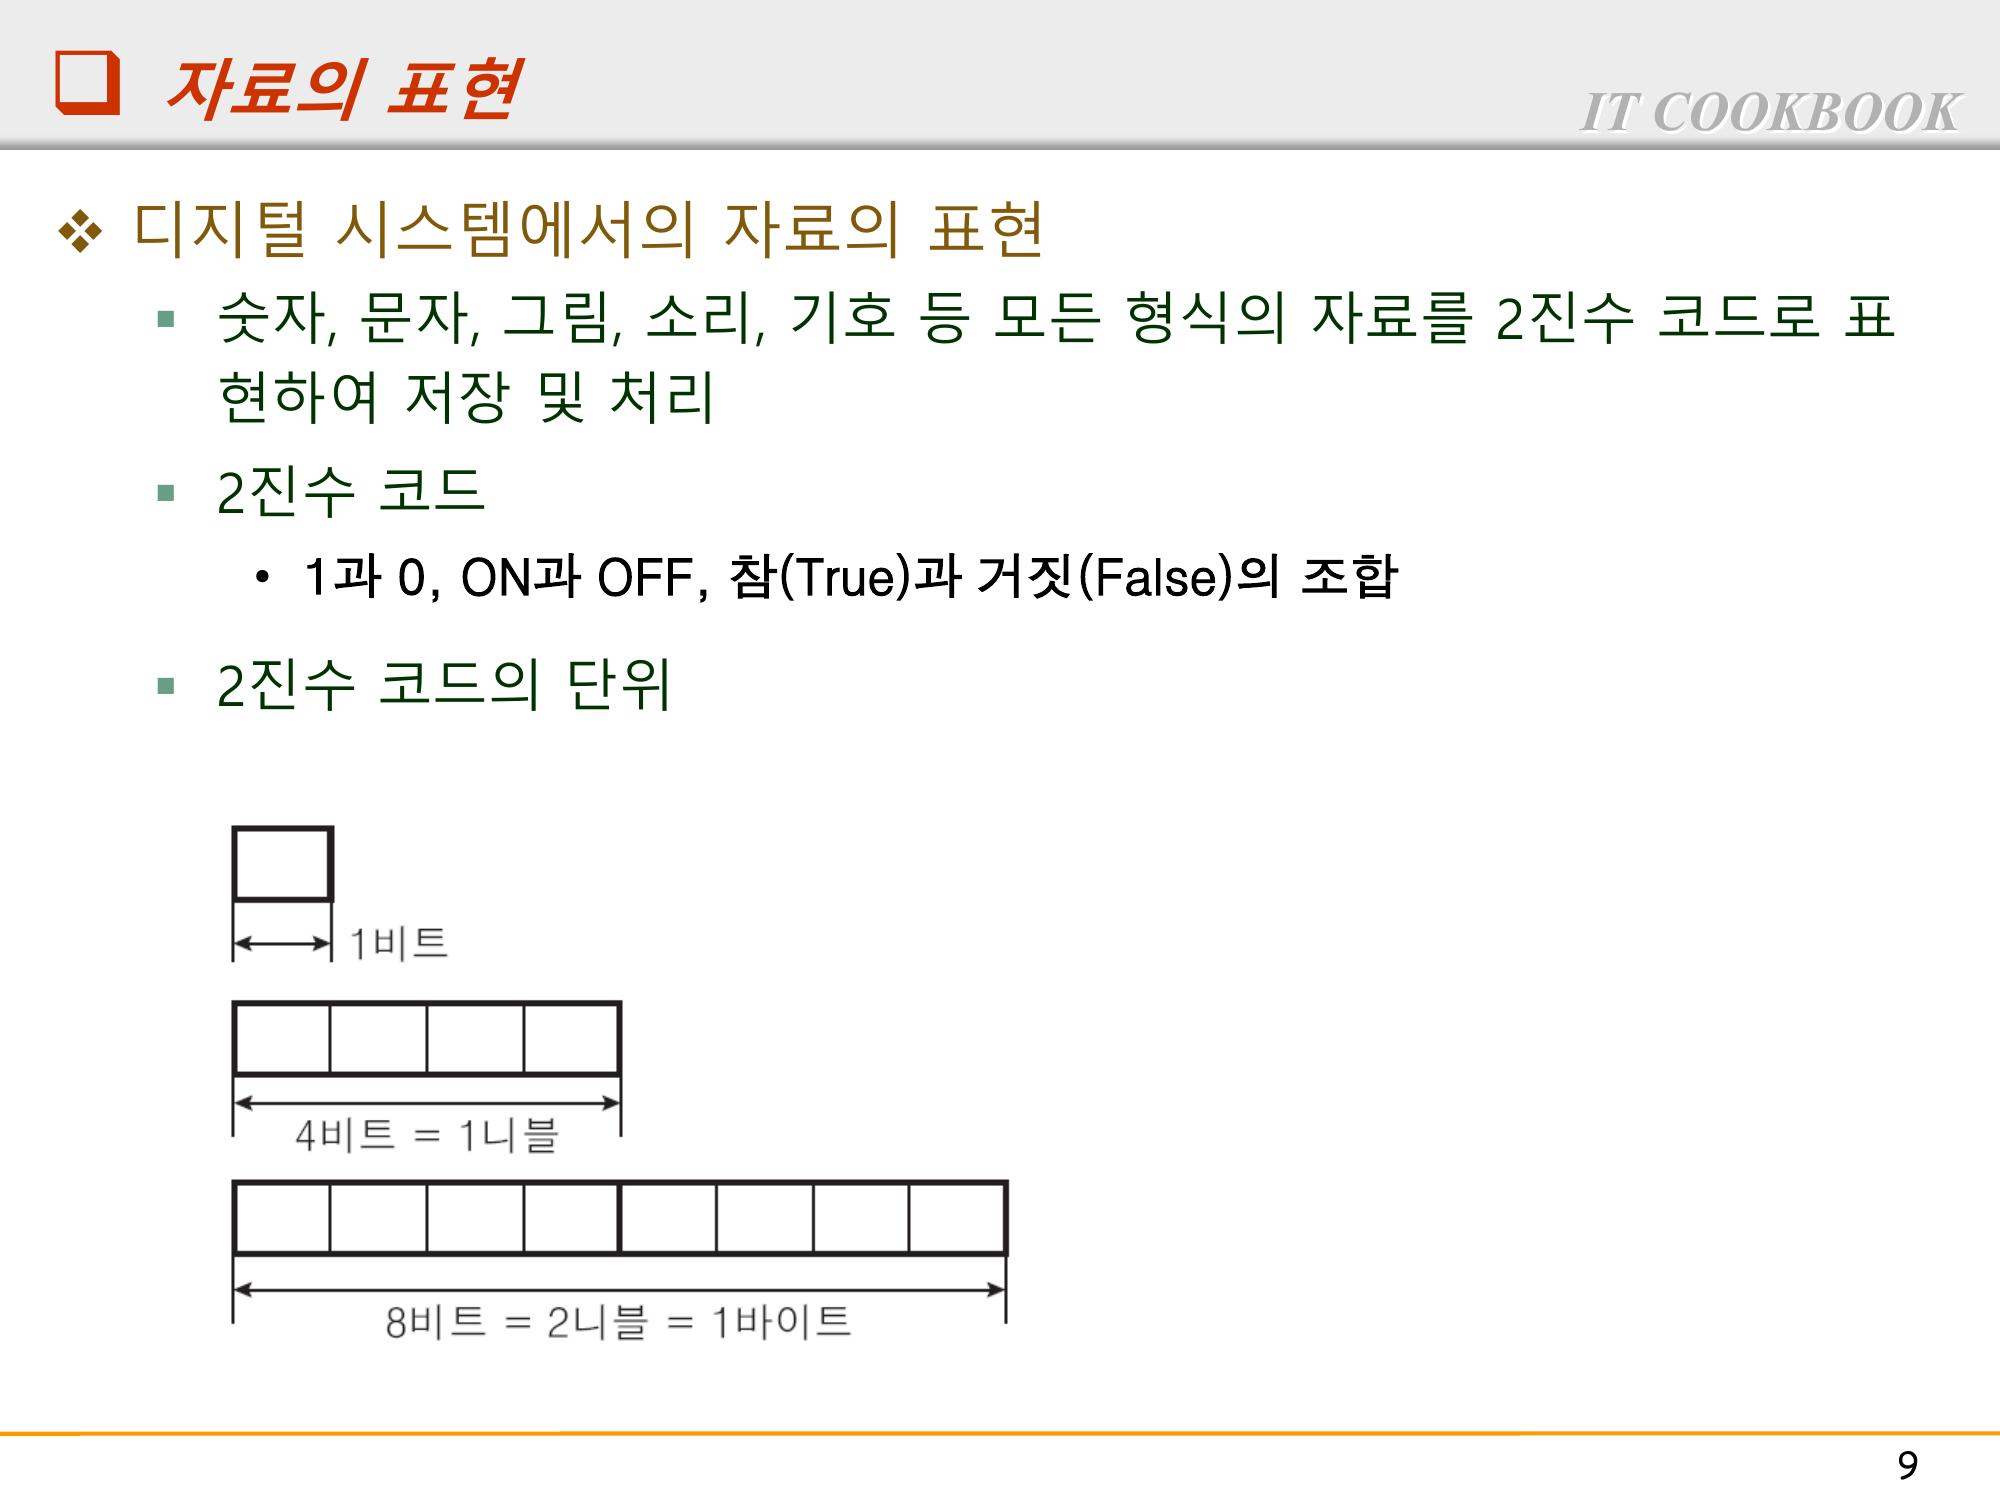 자료의 표현
IT COOKBOOK
디지털 시스템에서의 자료의 표현
숫자, 문자, 그림, 소리, 기호 등 모든 형식의 자료를 2진수 코드로 표
현하여 저장 및 처리
2진수 코드
• 1과 0, ON과 OFF, 참(True)과 거짓(False)의 조합
2진수 코드의 단위
1비트
4비트 = 1니블
8비트 = 2니블 = 1바이트
9